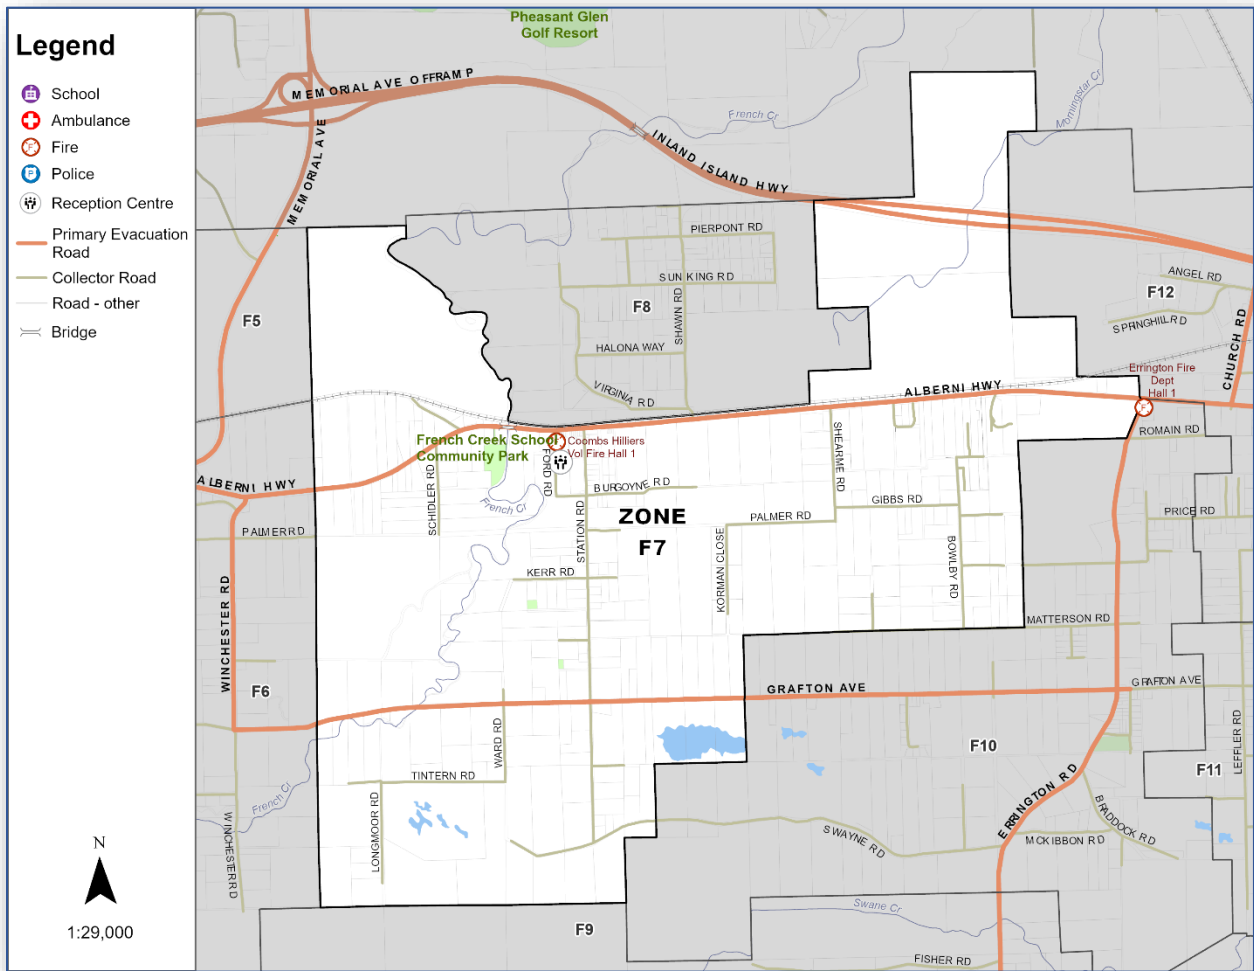 Legend
School
Ambulance
Fire
Police
Reception Centre
Primary Evacuation
Road
Collector Road
Road - other
Bridge
N
1:29,000
Pheasant Glen
Golf Resort
MEMORIAL AVE OFFRAMP
MEMORIAL AVE
French Cr
Morningstar Cr
INLAND ISLAND HWY
PIERPONT RD
SUN KING RD
SHAWN RD
F8
HALONA WAY
VIRGINIA RD
F5
F12
ANGEL RD
SPRINGHILL RD
CHURCH RD
Errington Fire
Dept
Hall 1
F
ALBERNI HWY
ROMAIN RD
French Creek School
Community Park
F
Coombs Hilliers
Vol Fire Hall 1
FORD RD
SCHIDLER RD
ALBERNI HWY
PALMER RD
French Cr
BURGOYNE RD
STATION RD
ZONE
F7
SHEARME RD
GIBBS RD
PALMER RD
KORMAN CLOSE
BOWLBY RD
PRICE RD
KERR RD
WINCHESTER RD
MATTERSON RD
F6
GRAFTON AVE
GRAFTON AVE
WARD RD
TINTERN RD
LONGMOOR RD
F10
F11
LEFFLER RD
ERRINGTON RD
BRADDOCK RD
MCKIBBON RD
SWAYNE RD
French Cr
WINCHESTER RD
F9
Swane Cr
FISHER RD